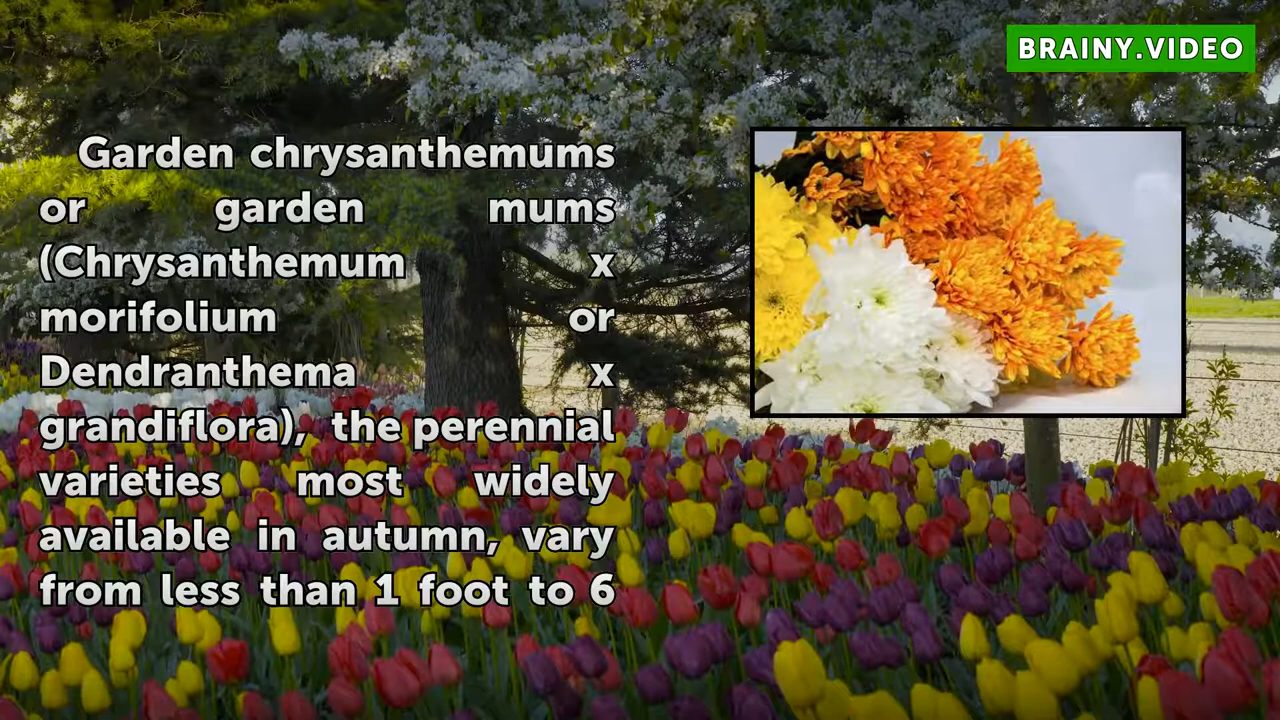 BRAINY.VIDEO
Garden chrysanthemums
or garden mums
(Chrysanthemum x
morifolium or
Dendranthema x
grandiflora), the perennial
varieties most widely
available in autumn, vary
from less than 1 foot to 6